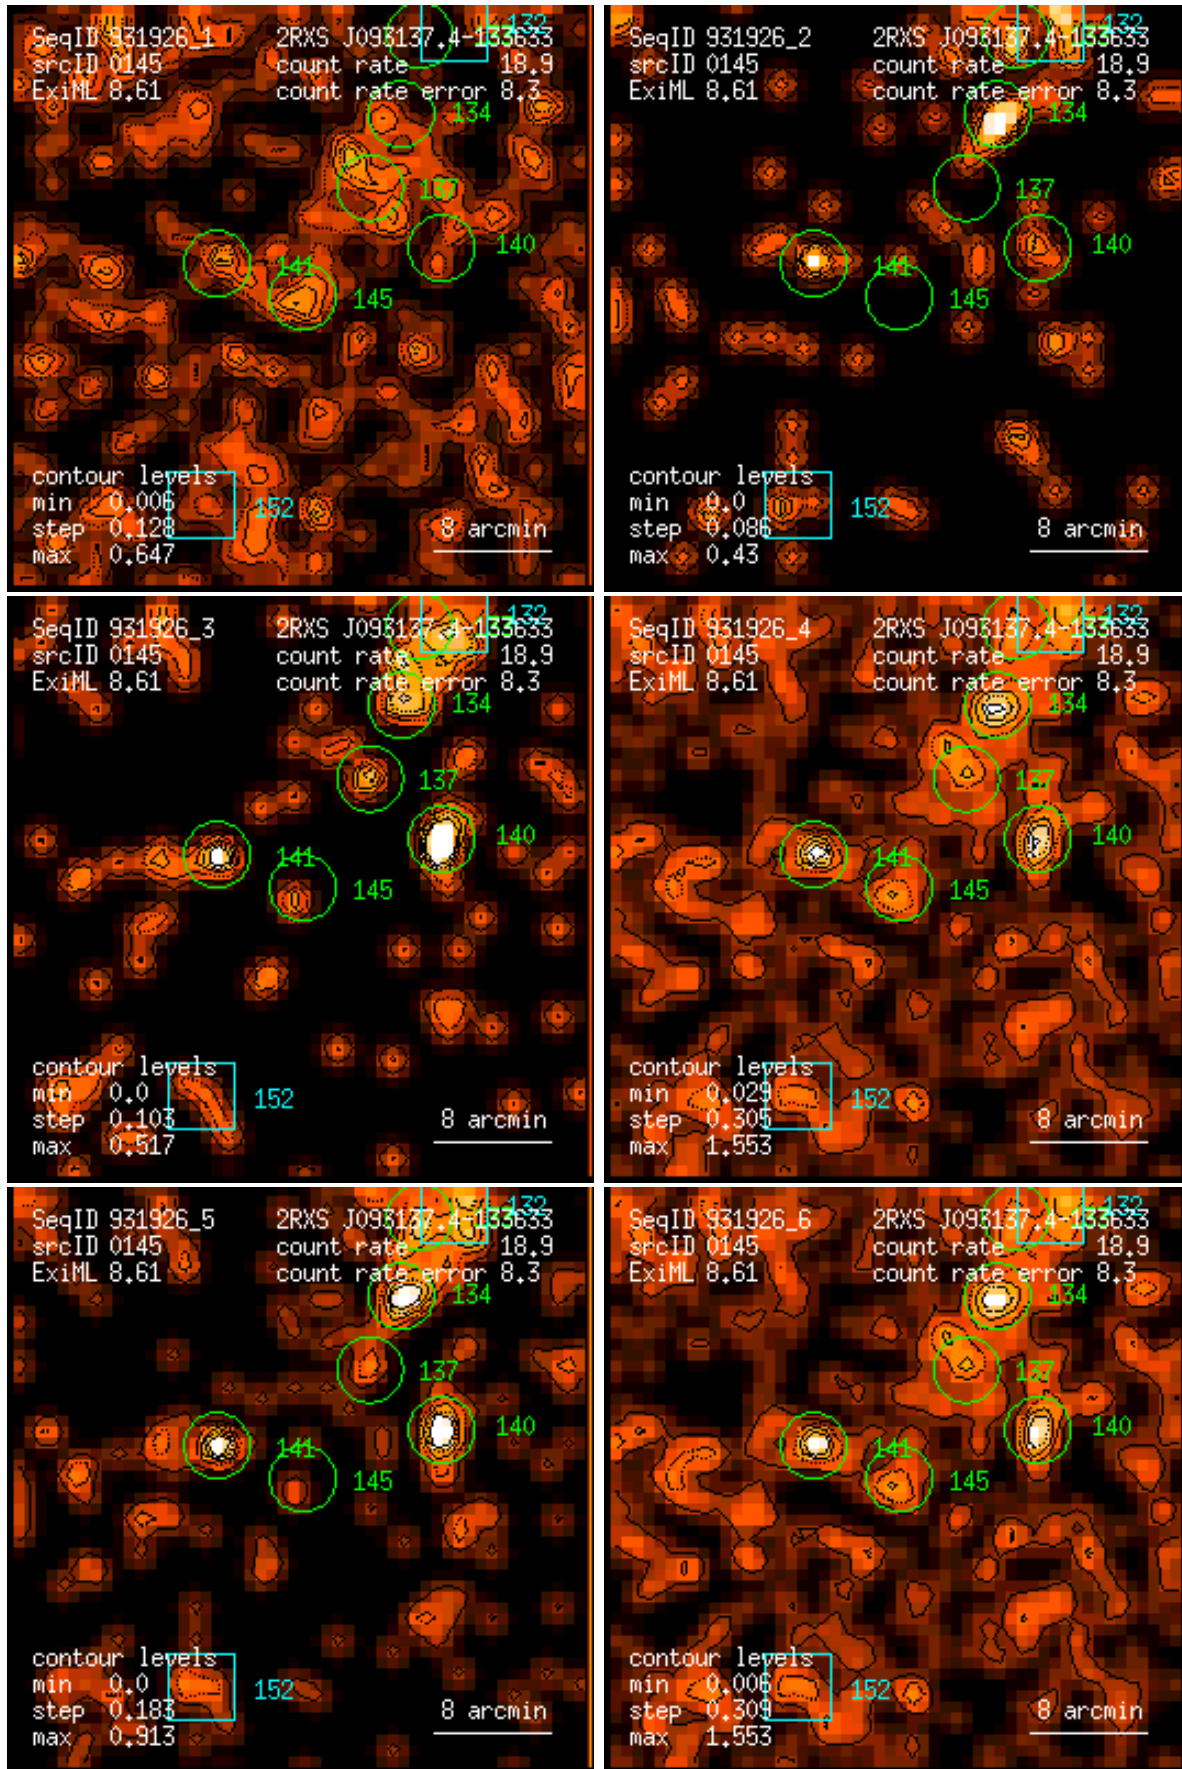 132
SeqID 931926_1 2RXS J093137.4-133633
srcID 0145 count rate 18.9
ExiML 8.61 count rate error 8.3
134
137
140
141
145
contour levels
min 0.006
step 0.128
max 0.647
152
8 arcmin
132
SeqID 931926_2 2RXS J093137.4-133633
srcID 0145 count rate 18.9
ExiML 8.61 count rate error 8.3
134
137
140
141
145
contour levels
min 0.0
step 0.086
max 0.43
152
8 arcmin
132
SeqID 931926_3 2RXS J093137.4-133633
srcID 0145 count rate 18.9
ExiML 8.61 count rate error 8.3
134
137
140
141
145
contour levels
min 0.0
step 0.103
max 0.517
152
8 arcmin
132
SeqID 931926_4 2RXS J093137.4-133633
srcID 0145 count rate 18.9
ExiML 8.61 count rate error 8.3
134
137
140
141
145
contour levels
min 0.029
step 0.305
max 1.553
152
8 arcmin
132
SeqID 931926_5 2RXS J093137.4-133633
srcID 0145 count rate 18.9
ExiML 8.61 count rate error 8.3
134
137
140
141
145
contour levels
min 0.0
step 0.183
max 0.913
152
8 arcmin
132
SeqID 931926_6 2RXS J093137.4-133633
srcID 0145 count rate 18.9
ExiML 8.61 count rate error 8.3
134
137
140
141
145
contour levels
min 0.006
step 0.309
max 1.553
152
8 arcmin